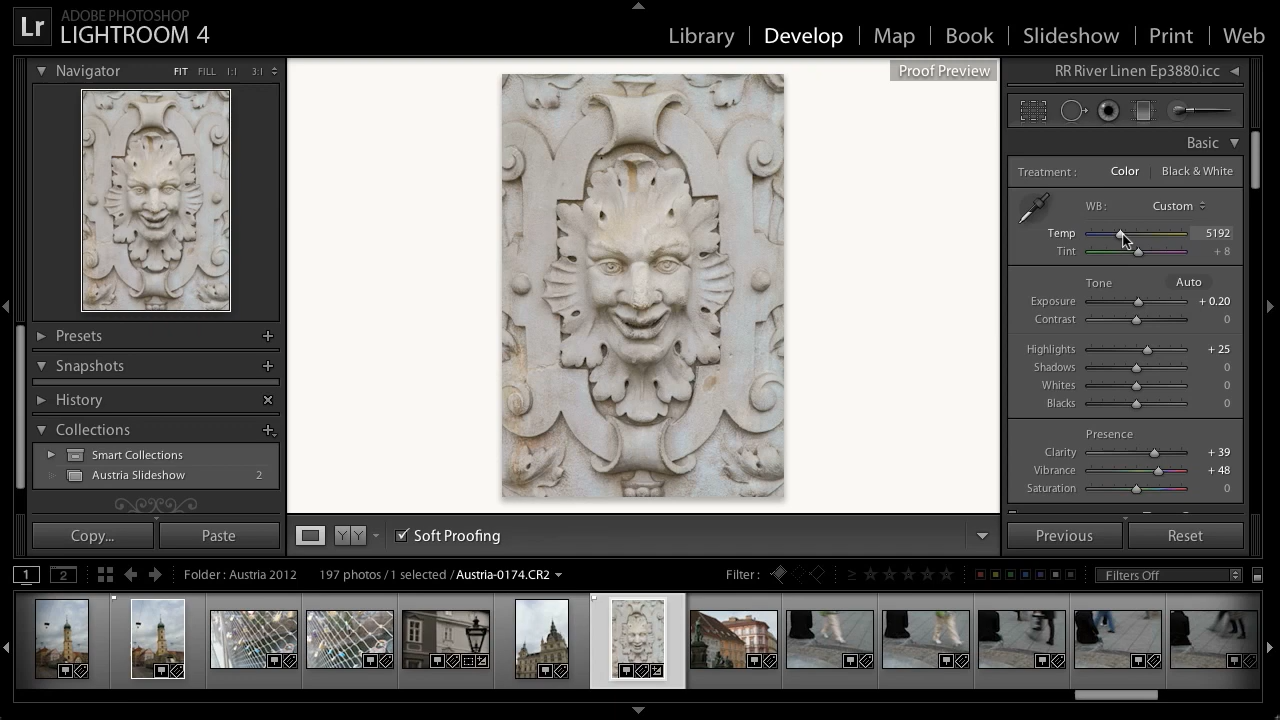 Lr ADOBE PHOTOSHOP
LIGHTROOM 4
Library | Develop | Map | Book | Slideshow | Print | Web
Navigator FIT FILL 1:1 3:1
Proof Preview
RR River Linen Ep3880.icc
Basic
Treatment : Color | Black & White
WB : Custom
Temp 5192
Tint + 8
Tone Auto
Exposure + 0.20
Contrast 0
Highlights + 25
Shadows 0
Whites 0
Blacks 0
Presence
Clarity + 39
Vibrance + 48
Saturation 0
Presets
Snapshots
History
Collections
Smart Collections
Austria Slideshow 2
Copy... Paste
YY Soft Proofing
Previous Reset
1 2 Folder : Austria 2012 197 photos / 1 selected / Austria-0174.CR2
Filter : Filters Off